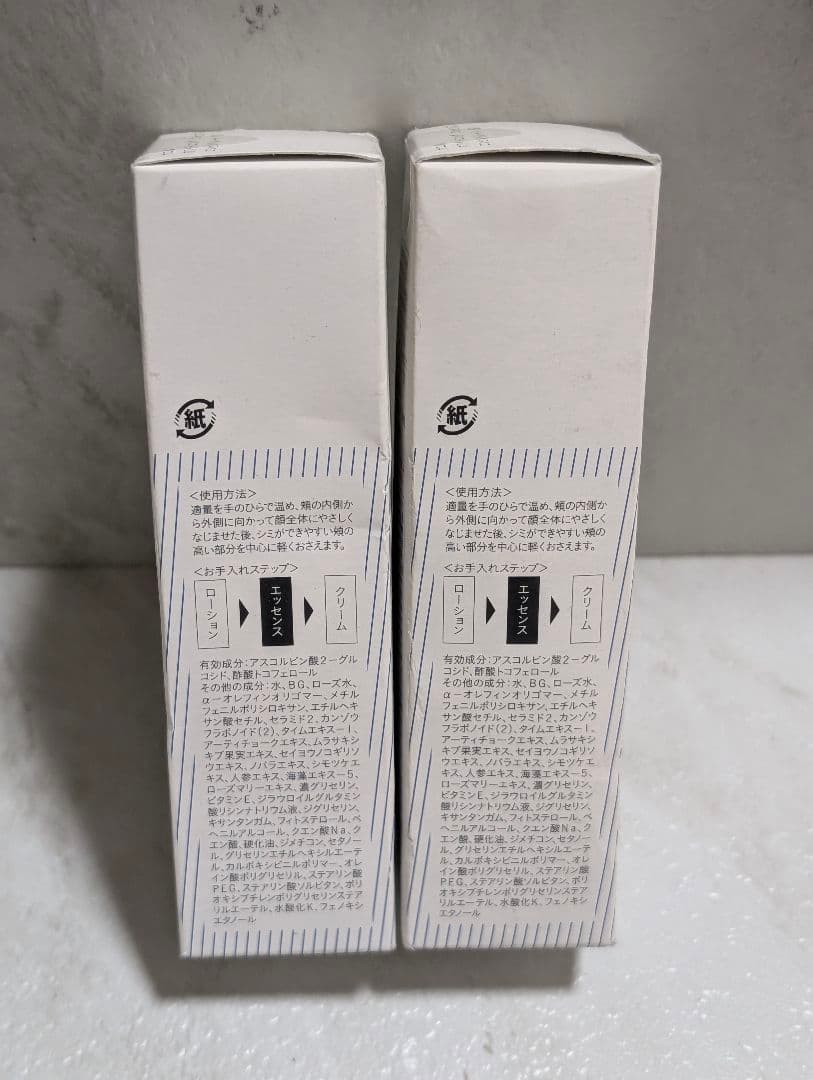 紙
<使用方法>
適量を手のひらで温め、頬の内側か
ら外側に向かって顔全体にやさしく
なじませた後、シミができやすい頬の
高い部分を中心に軽くおさえます。
<お手入れステップ>
ローション
エッセンス
クリーム
有効成分:アスコルビン酸2-グル
コシド、酢酸トコフェロール
その他の成分:水、BG、ローズ水、
α-オレフィンオリゴマー、メチル
フェニルポリシロキサン、エチルヘキ
サン酸セチル、セラミド2、カンゾウ
フラボノイド(2)、タイムエキス-1、
アーティチョークエキス、ムラサキシ
キブ果実エキス、セイヨウノコギリソ
ウエキス、ノバラエキス、シモツケエ
キス、人参エキス、海藻エキス-5、
ローズマリーエキス、濃グリセリン、
ビタミンE、ジラウロイルグルタミン
酸リシンナトリウム液、ジグリセリン、
キサンタンガム、フィトステロール、ベ
ヘニルアルコール、クエン酸Na、ク
エン酸、硬化油、ジメチコン、セタノー
ル、グリセリンエチルヘキシルエーテ
ル、カルボキシビニルポリマー、オレ
イン酸ポリグリセリル、ステアリン酸
PEG、ステアリン酸ソルビタン、ポリ
オキシブチレンポリグリセリンステア
リルエーテル、水酸化K、フェノキシ
エタノール
紙
<使用方法>
適量を手のひらで温め、頬の内側か
ら外側に向かって顔全体にやさしく
なじませた後、シミができやすい頬の
高い部分を中心に軽くおさえます。
<お手入れステップ>
ローション
エッセンス
クリーム
有効成分:アスコルビン酸2-グル
コシド、酢酸トコフェロール
その他の成分:水、BG、ローズ水、
α-オレフィンオリゴマー、メチル
フェニルポリシロキサン、エチルヘキ
サン酸セチル、セラミド2、カンゾウ
フラボノイド(2)、タイムエキス-1、
アーティチョークエキス、ムラサキシ
キブ果実エキス、セイヨウノコギリソ
ウエキス、ノバラエキス、シモツケエ
キス、人参エキス、海藻エキス-5、
ローズマリーエキス、濃グリセリン、
ビタミンE、ジラウロイルグルタミン
酸リシンナトリウム液、ジグリセリン、
キサンタンガム、フィトステロール、ベ
ヘニルアルコール、クエン酸Na、ク
エン酸、硬化油、ジメチコン、セタノー
ル、グリセリンエチルヘキシルエーテ
ル、カルボキシビニルポリマー、オレ
イン酸ポリグリセリル、ステアリン酸
PEG、ステアリン酸ソルビタン、ポリ
オキシブチレンポリグリセリンステア
リルエーテル、水酸化K、フェノキシ
エタノール